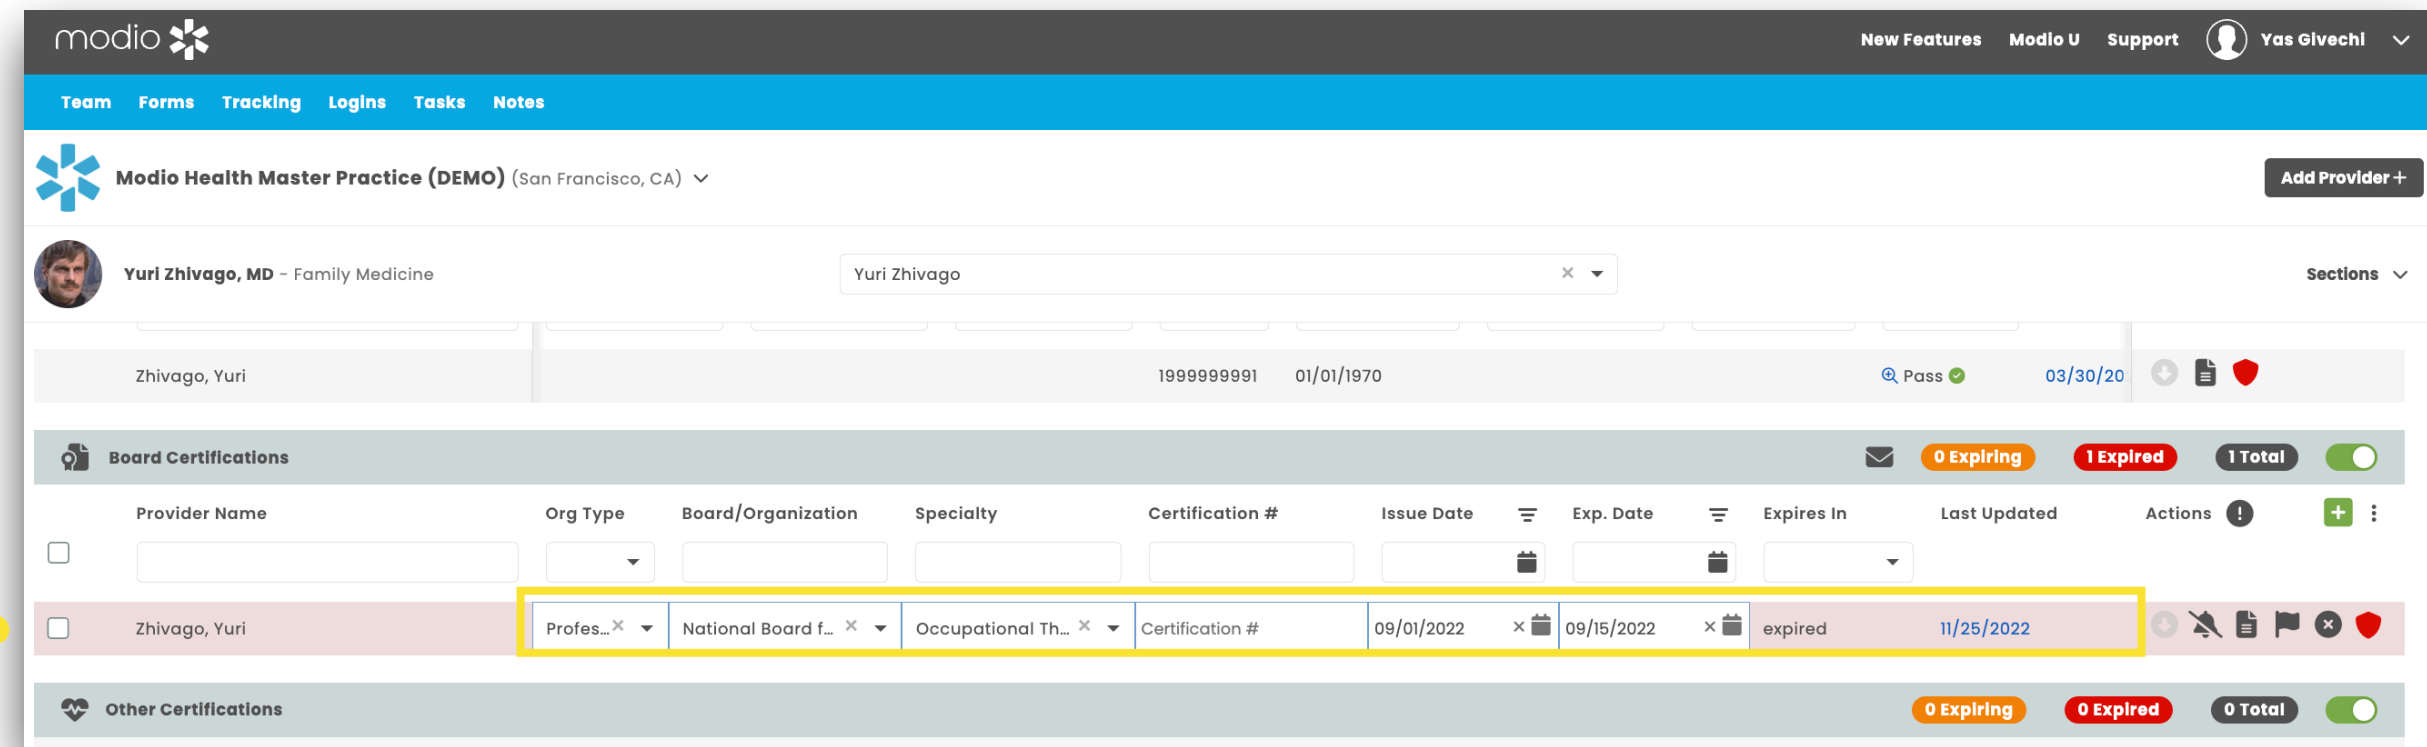 modio
New Features Modio U Support Yas Givechi
Team Forms Tracking Logins Tasks Notes
Modio Health Master Practice (DEMO) (San Francisco, CA)
Add Provider +
Yuri Zhivago, MD - Family Medicine
Yuri Zhivago
Sections
Zhivago, Yuri 1999999991 01/01/1970 Pass 03/30/20
Board Certifications 0 Expiring 1 Expired 1 Total
Provider Name Org Type Board/Organization Specialty Certification # Issue Date Exp. Date Expires In Last Updated Actions
Zhivago, Yuri Profes... National Board f... Occupational Th... Certification # 09/01/2022 09/15/2022 expired 11/25/2022
Other Certifications 0 Expiring 0 Expired 0 Total